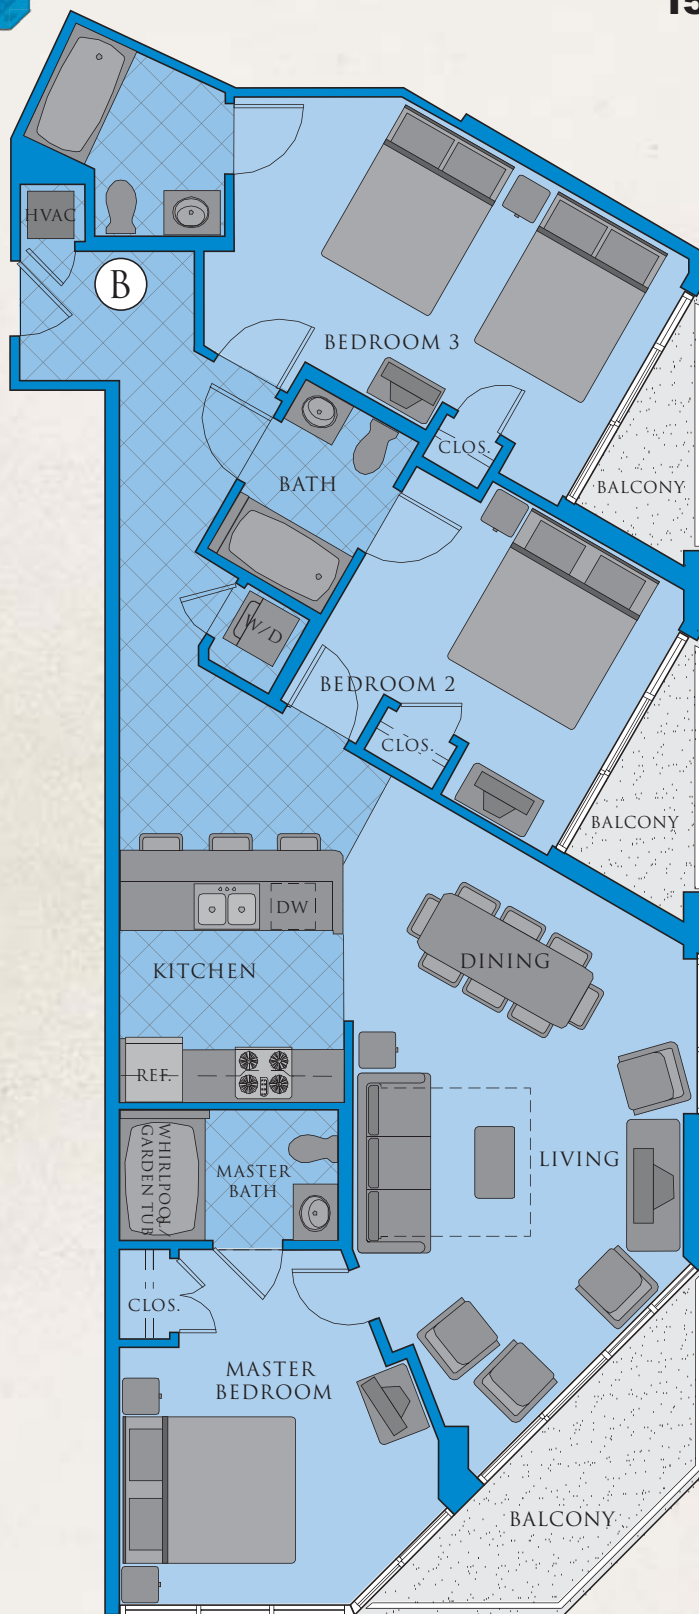 15
HVAC
B
BEDROOM 3
CLOS.
BALCONY
BATH
W/D
BEDROOM 2
CLOS.
BALCONY
DW
KITCHEN
DINING
REF.
WHIRLPOOL/
GARDEN TUB
MASTER
BATH
LIVING
CLOS.
MASTER
BEDROOM
BALCONY